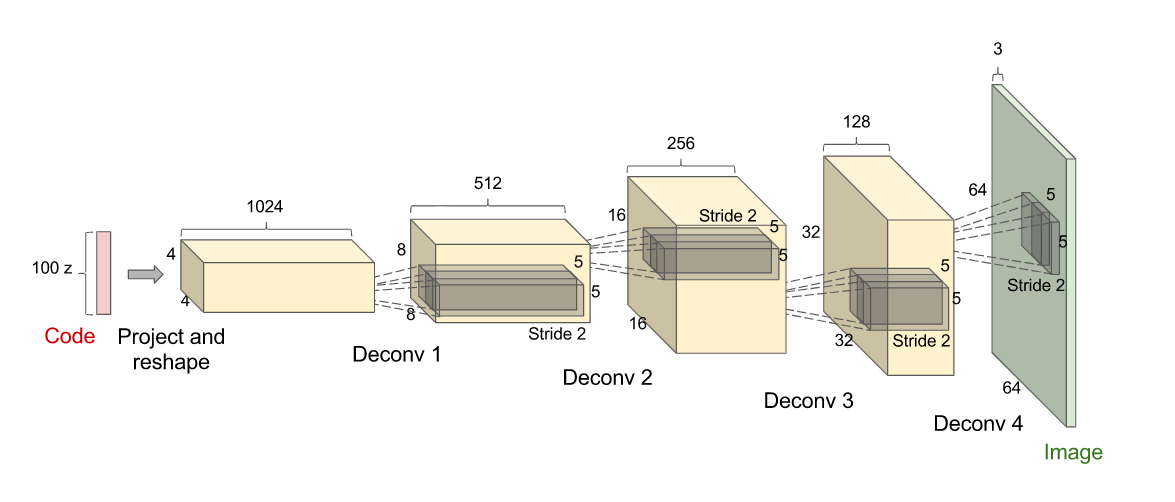 100 z
Code
Project and
reshape
1024
4
4
Deconv 1
512
8
8
5
5
Stride 2
Deconv 2
256
16
16
Stride 2
5
5
Deconv 3
128
32
32
5
5
Stride 2
Deconv 4
3
64
64
5
5
Stride 2
Image